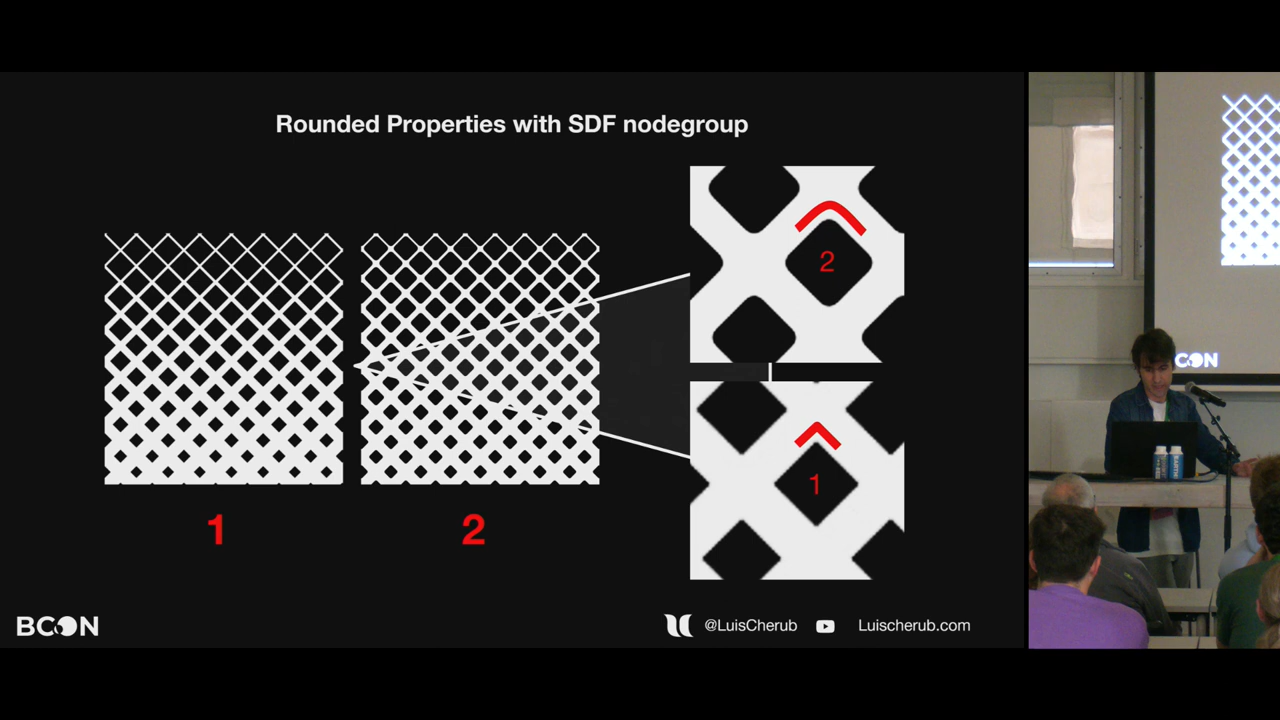 Rounded Properties with SDF nodegroup
2
1
1
2
BCON
@LuisCherub
Luischerub.com
CON